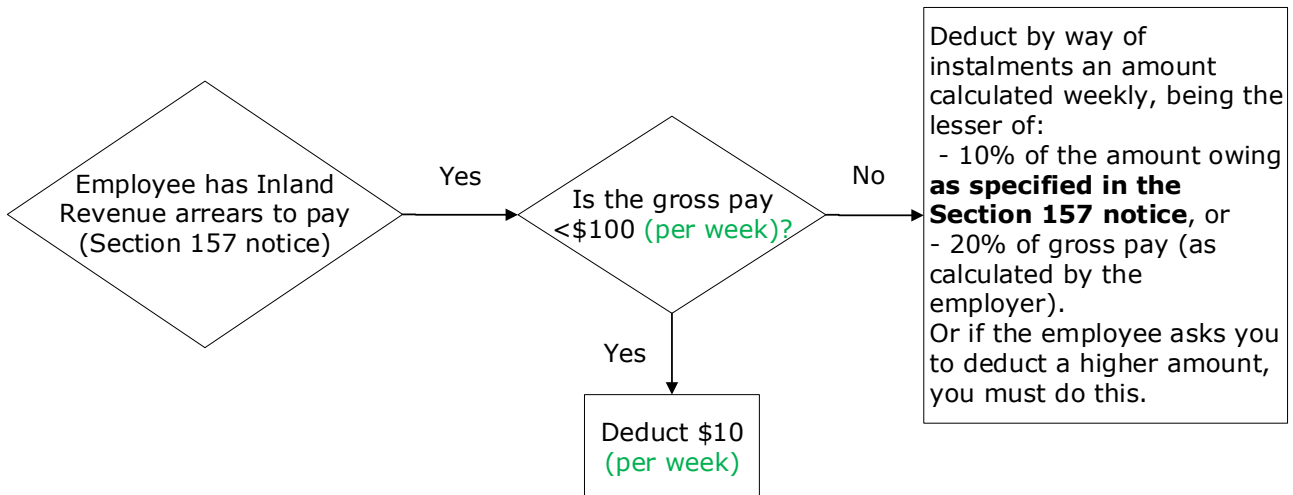 Employee has Inland
Revenue arrears to pay
(Section 157 notice)
Yes
Is the gross pay
<$100 (per week)?
No
Deduct by way of
instalments an amount
calculated weekly, being the
lesser of:
- 10% of the amount owing
as specified in the
Section 157 notice, or
- 20% of gross pay (as
calculated by the
employer).
Or if the employee asks you
to deduct a higher amount,
you must do this.
Yes
Deduct $10
(per week)